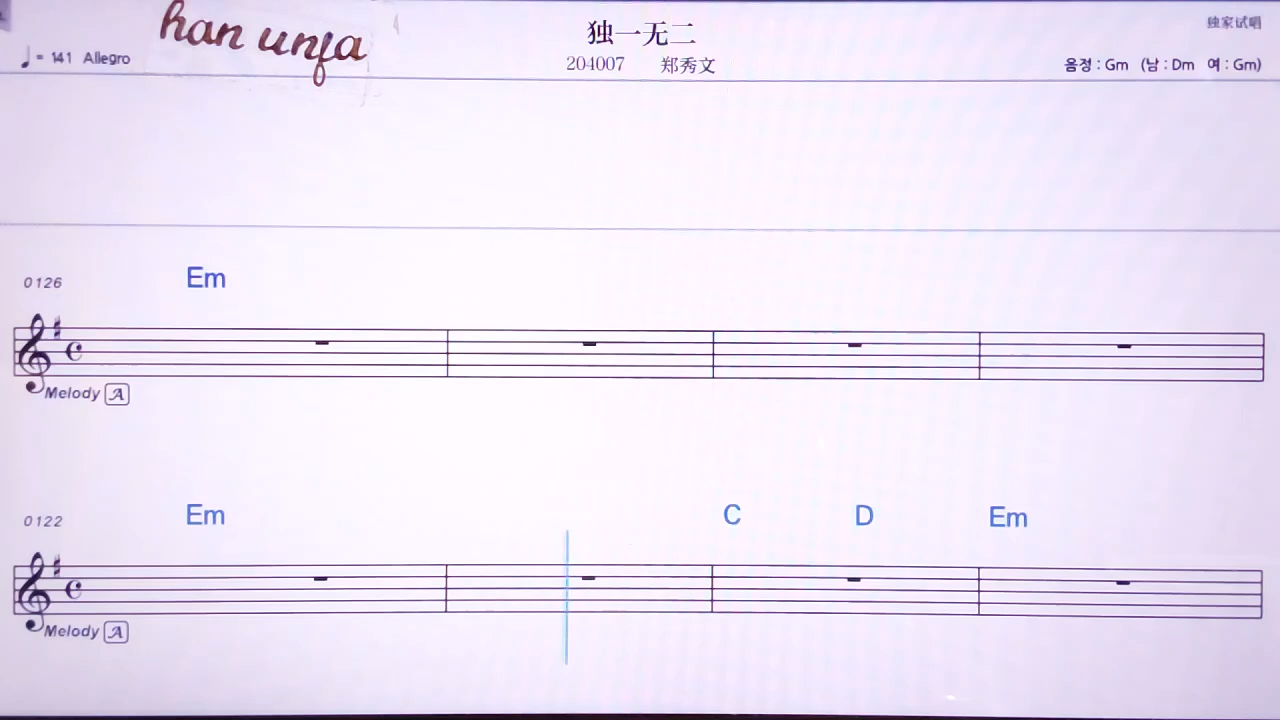 han unfa
独一无二
独家试唱
♩= 141 Allegro
204007 郑秀文
음정 : Gm (남 : Dm 여 : Gm)
0126
Em
Melody A
0122
Em C D Em
Melody A